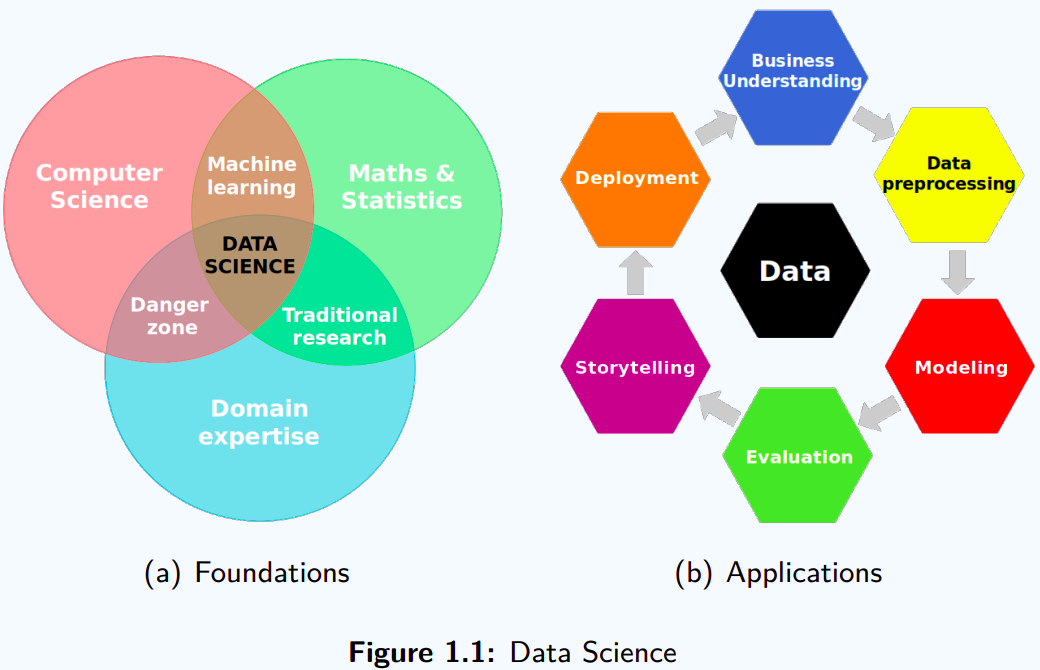 Computer
Science
Machine
learning
Maths &
Statistics
DATA
SCIENCE
Danger
zone
Traditional
research
Domain
expertise
(a) Foundations
Business
Understanding
Data
preprocessing
Deployment
Data
Storytelling
Modeling
Evaluation
(b) Applications
Figure 1.1: Data Science